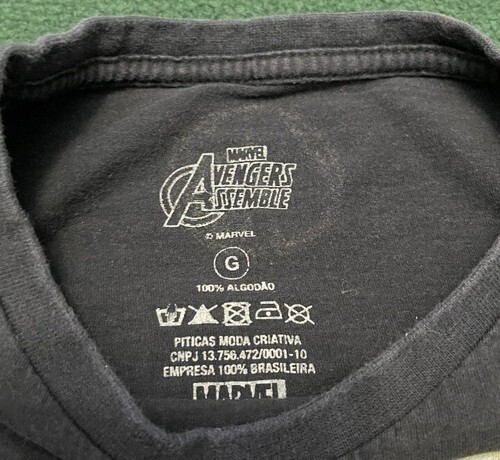 MARVEL
AVENGERS
ASSEMBLE
© MARVEL
G
100% ALGODÃO
PITICAS MODA CRIATIVA
CNPJ 13.756.472/0001-10
EMPRESA 100% BRASILEIRA
MARVEL